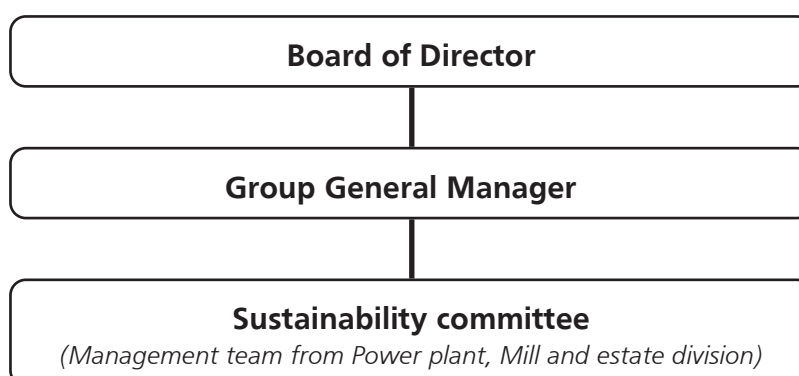 Board of Director
Group General Manager
Sustainability committee
(Management team from Power plant, Mill and estate division)